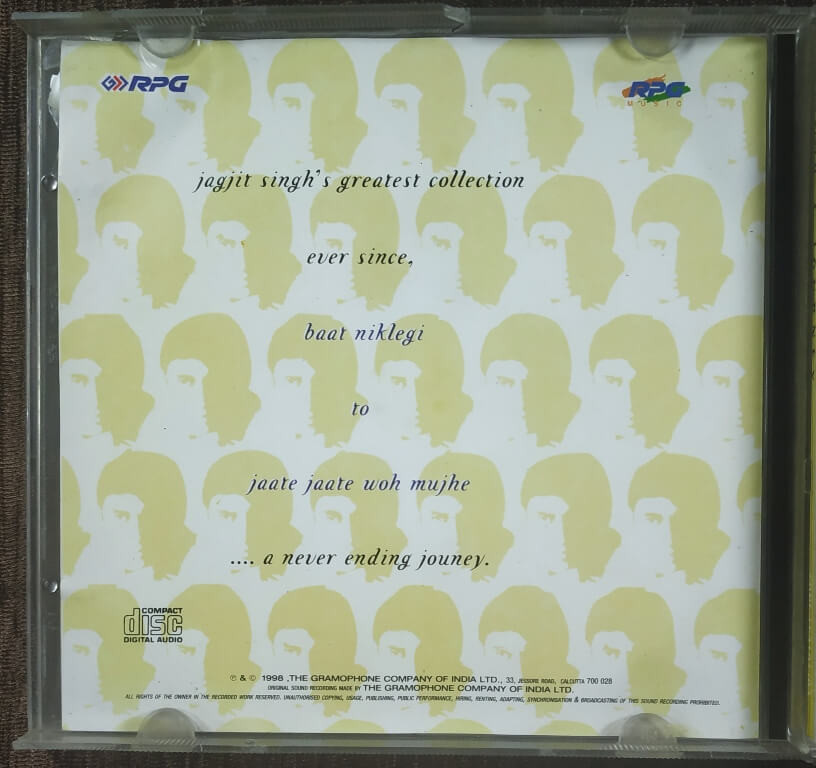 RPG
RPG
MUSIC
jagjit singh's greatest collection
ever since,
baat niklegi
to
jaate jaate woh mujhe
.... a never ending jouney.
COMPACT
disc
DIGITAL AUDIO
℗ & © 1998 ,THE GRAMOPHONE COMPANY OF INDIA LTD., 33, JESSORE ROAD, CALCUTTA 700 028
ORIGINAL SOUND RECORDING MADE BY THE GRAMOPHONE COMPANY OF INDIA LTD.
ALL RIGHTS OF THE OWNER IN THE RECORDED WORK RESERVED. UNAUTHORISED COPYING, USAGE, PUBLISHING, PUBLIC PERFORMANCE, HIRING, RENTING, ADAPTING, SYNCHRONISATION & BROADCASTING OF THIS SOUND RECORDING PROHIBITED.